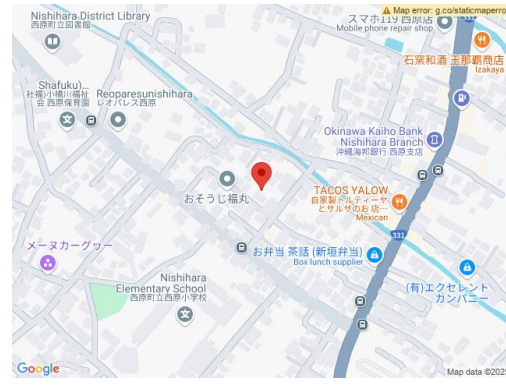 Map error: g.co/staticmaperro
Nishihara District Library
西原町立図書館
スマホ119 西原店
Mobile phone repair shop
石窯和酒 玉那覇商店
Izakaya
Shafuku)...
社福)小橋川福祉
会 西原保育園
Reoparesunishihara
レオパレス西原
Okinawa Kaiho Bank
Nishihara Branch
沖縄海邦銀行 西原支店
おそうじ福丸
TACOS YALOW
自家製トルティーヤ
とサルサのお店…
Mexican
331
331
メーヌカーグヮー
お弁当 茶話 (新垣弁当)
Box lunch supplier
Nishihara
Elementary School
西原町立西原小学校
(有)エクセレント
カンパニー
Google
Map data ©202